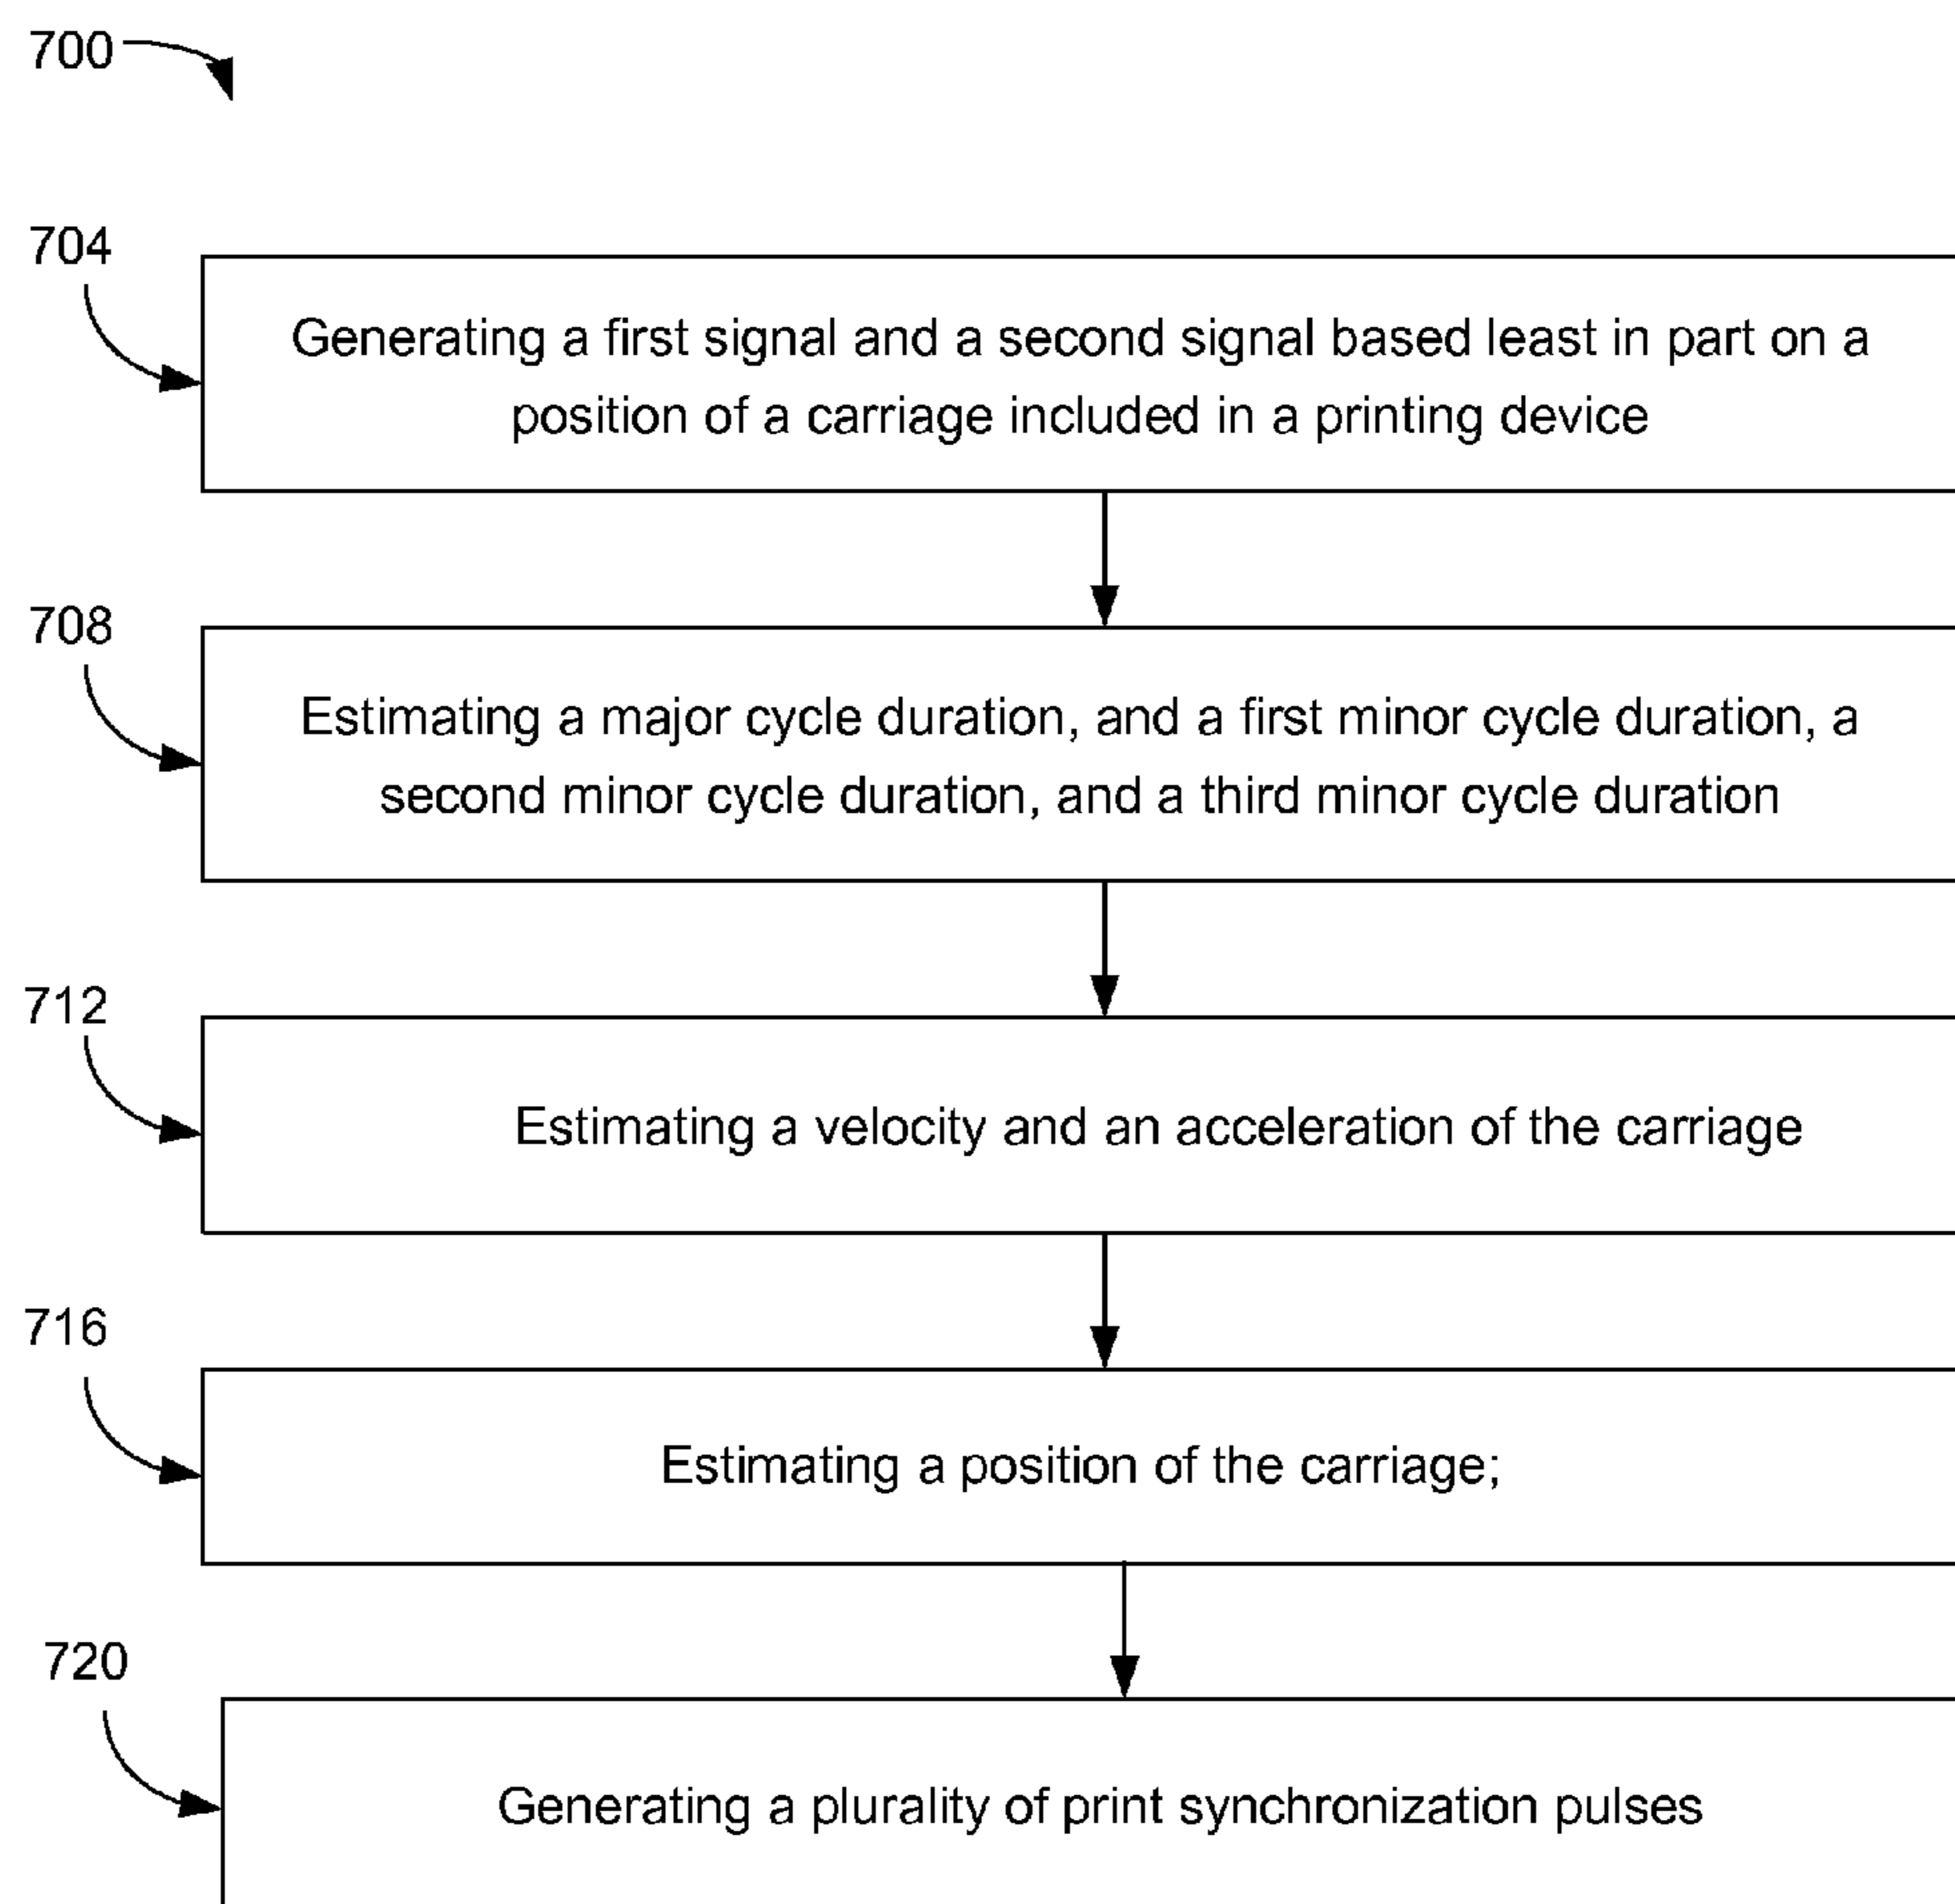 700
704
Generating a first signal and a second signal based least in part on a
position of a carriage included in a printing device
708
Estimating a major cycle duration, and a first minor cycle duration, a
second minor cycle duration, and a third minor cycle duration
712
Estimating a velocity and an acceleration of the carriage
716
Estimating a position of the carriage;
720
Generating a plurality of print synchronization pulses